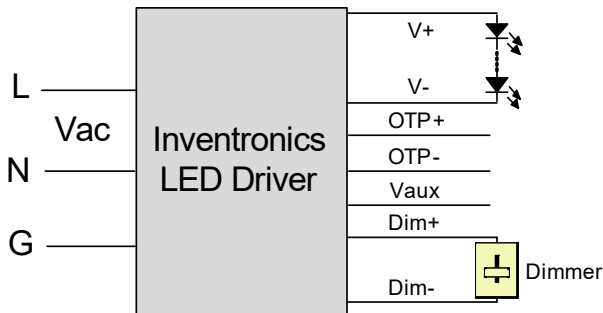 L
Vac
N
G
Inventronics
LED Driver
V+
V-
OTP+
OTP-
Vaux
Dim+
Dim-
Dimmer